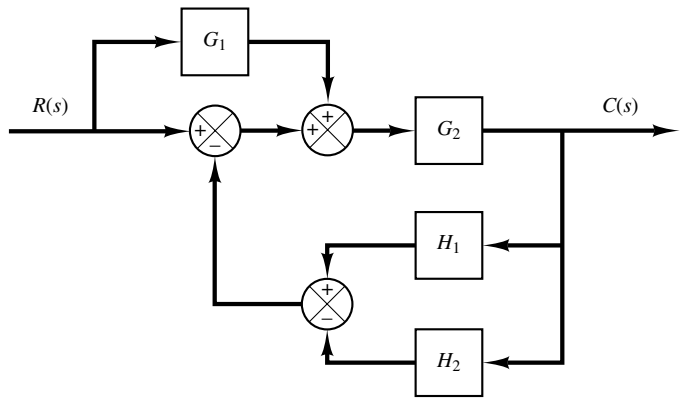 G₁
R(s)
C(s)
+
+
+
−
G₂
H₁
+
−
H₂